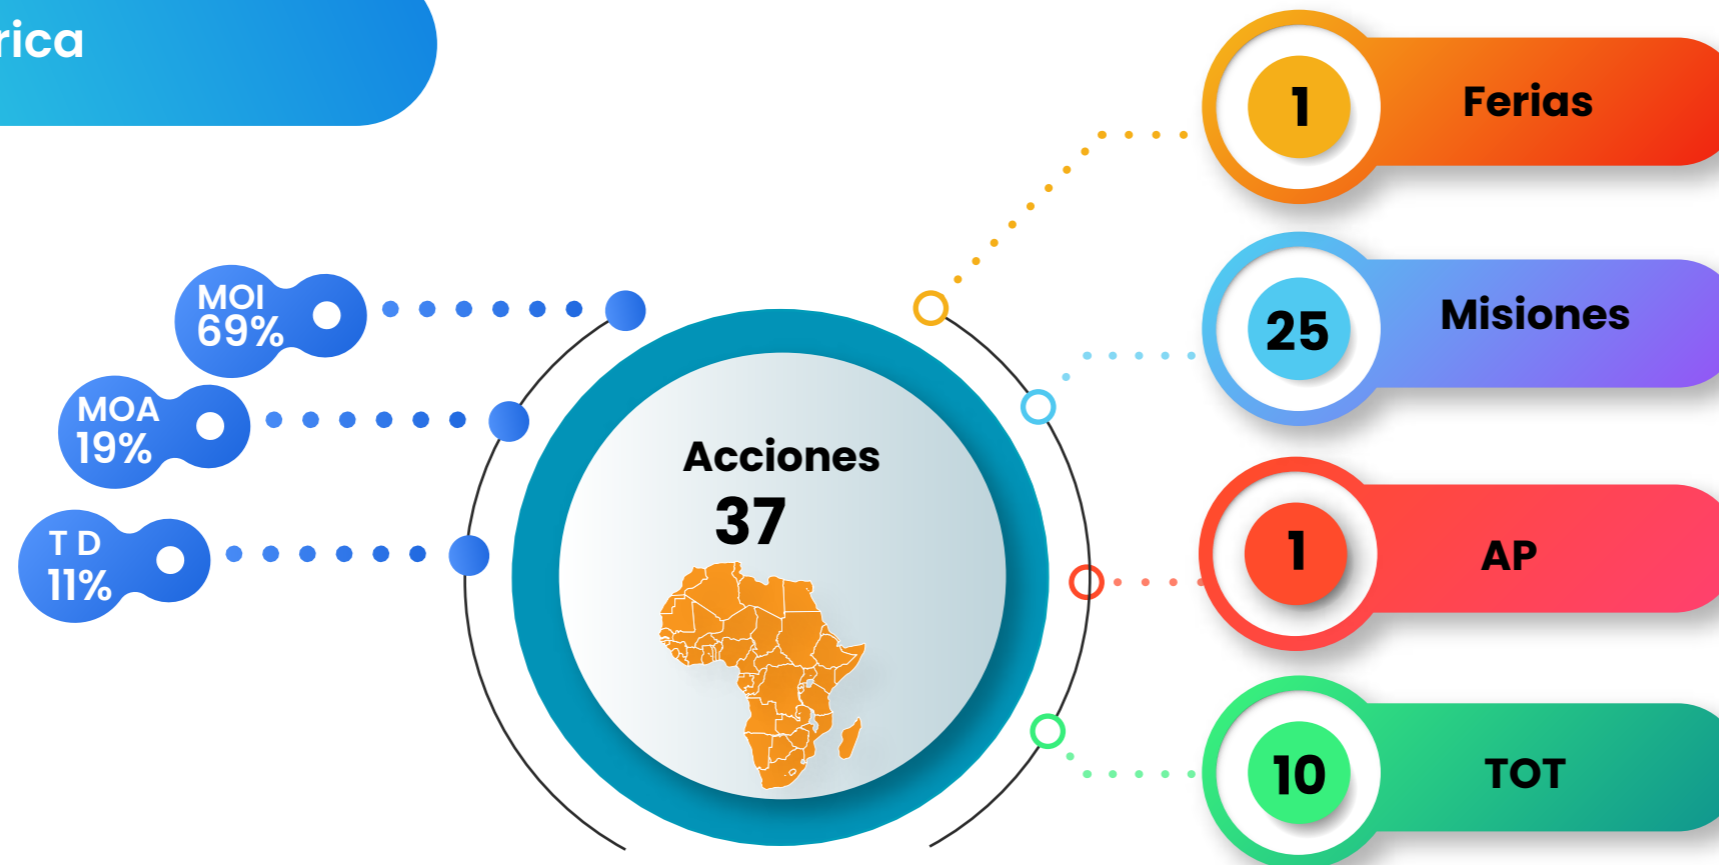 rica
MOI
69%
MOA
19%
T D
11%
Acciones
37
1
Ferias
25
Misiones
1
AP
10
TOT